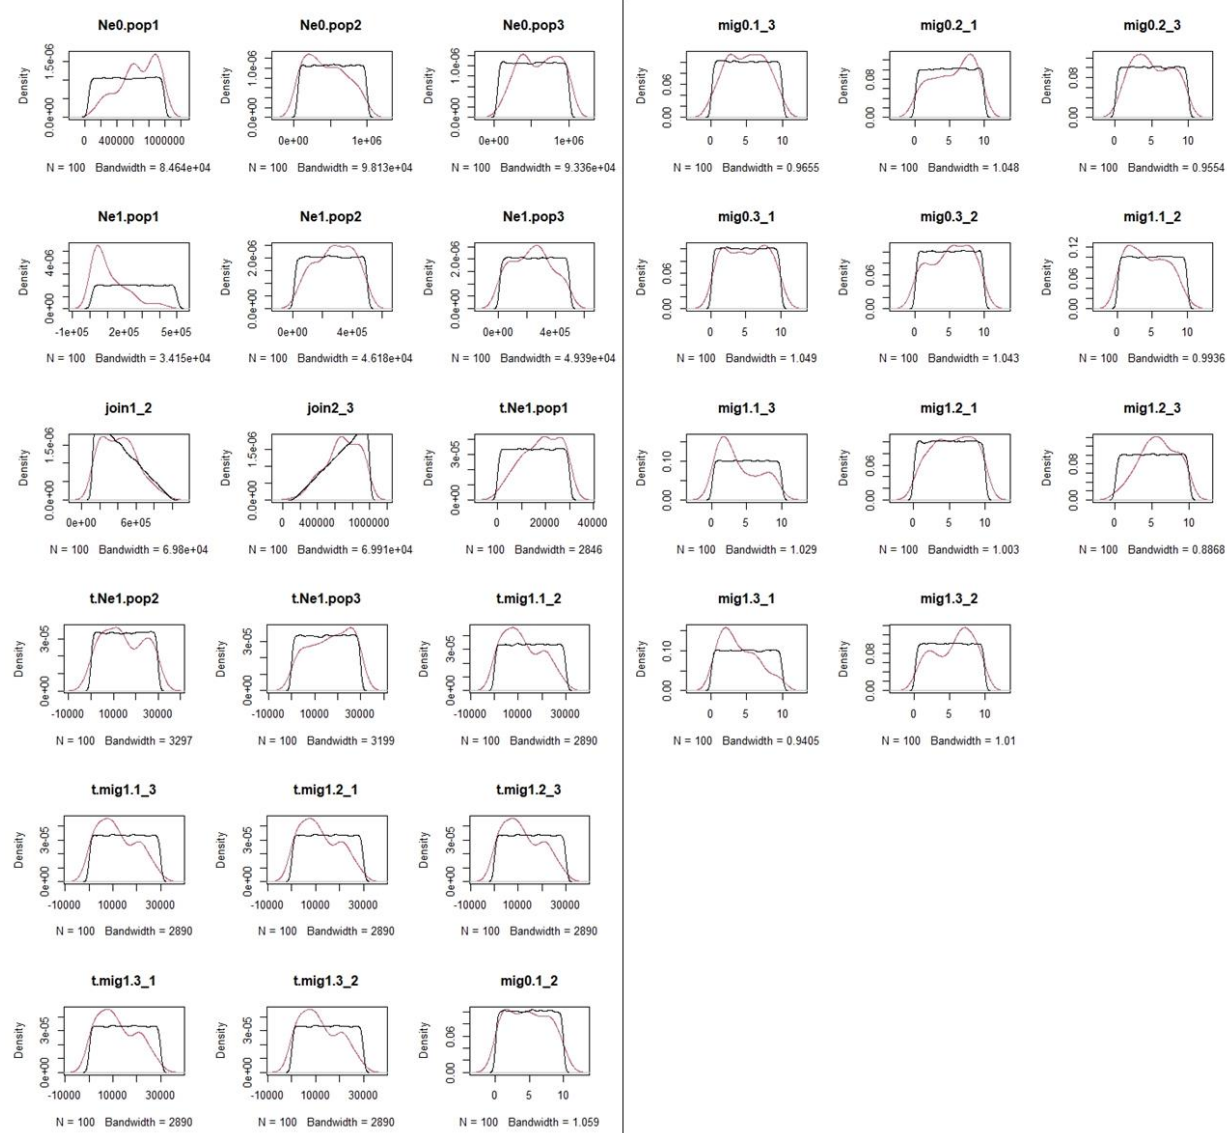 Ne0.pop1
Density
0.0e+00 1.5e-06
0 400000 1000000
N = 100 Bandwidth = 8.464e+04
Ne0.pop2
Density
0.0e+00 1.0e-06
0e+00 1e+06
N = 100 Bandwidth = 9.813e+04
Ne0.pop3
Density
0.0e+00 1.0e-06
0e+00 1e+06
N = 100 Bandwidth = 9.336e+04
Ne1.pop1
Density
0e+00 4e-06
-1e+05 2e+05 5e+05
N = 100 Bandwidth = 3.415e+04
Ne1.pop2
Density
0.0e+00 2.0e-06
0e+00 4e+05
N = 100 Bandwidth = 4.618e+04
Ne1.pop3
Density
0.0e+00 2.0e-06
0e+00 4e+05
N = 100 Bandwidth = 4.939e+04
join1_2
Density
0.0e+00 1.5e-06
0e+00 6e+05
N = 100 Bandwidth = 6.98e+04
join2_3
Density
0.0e+00 1.5e-06
0 400000 1000000
N = 100 Bandwidth = 6.991e+04
t.Ne1.pop1
Density
0e+00 3e-05
0 20000 40000
N = 100 Bandwidth = 2846
t.Ne1.pop2
Density
0e+00 3e-05
-10000 10000 30000
N = 100 Bandwidth = 3297
t.Ne1.pop3
Density
0e+00 3e-05
-10000 10000 30000
N = 100 Bandwidth = 3199
t.mig1.1_2
Density
0e+00 3e-05
-10000 10000 30000
N = 100 Bandwidth = 2890
t.mig1.1_3
Density
0e+00 3e-05
-10000 10000 30000
N = 100 Bandwidth = 2890
t.mig1.2_1
Density
0e+00 3e-05
-10000 10000 30000
N = 100 Bandwidth = 2890
t.mig1.2_3
Density
0e+00 3e-05
-10000 10000 30000
N = 100 Bandwidth = 2890
t.mig1.3_1
Density
0e+00 3e-05
-10000 10000 30000
N = 100 Bandwidth = 2890
t.mig1.3_2
Density
0e+00 3e-05
-10000 10000 30000
N = 100 Bandwidth = 2890
mig0.1_2
Density
0.00 0.06
0 5 10
N = 100 Bandwidth = 1.059
mig0.1_3
Density
0.00 0.06
0 5 10
N = 100 Bandwidth = 0.9655
mig0.2_1
Density
0.00 0.08
0 5 10
N = 100 Bandwidth = 1.048
mig0.2_3
Density
0.00 0.08
0 5 10
N = 100 Bandwidth = 0.9554
mig0.3_1
Density
0.00 0.06
0 5 10
N = 100 Bandwidth = 1.049
mig0.3_2
Density
0.00 0.06
0 5 10
N = 100 Bandwidth = 1.043
mig1.1_2
Density
0.00 0.06 0.12
0 5 10
N = 100 Bandwidth = 0.9936
mig1.1_3
Density
0.00 0.10
0 5 10
N = 100 Bandwidth = 1.029
mig1.2_1
Density
0.00 0.06
0 5 10
N = 100 Bandwidth = 1.003
mig1.2_3
Density
0.00 0.08
0 5 10
N = 100 Bandwidth = 0.8868
mig1.3_1
Density
0.00 0.10
0 5 10
N = 100 Bandwidth = 0.9405
mig1.3_2
Density
0.00 0.08
0 5 10
N = 100 Bandwidth = 1.01